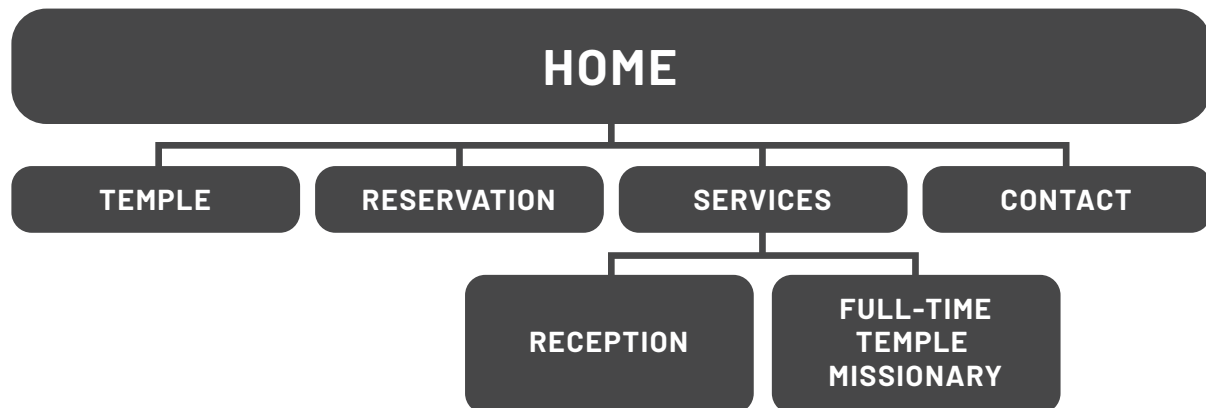 HOME
TEMPLE
RESERVATION
SERVICES
CONTACT
RECEPTION
FULL-TIME
TEMPLE
MISSIONARY